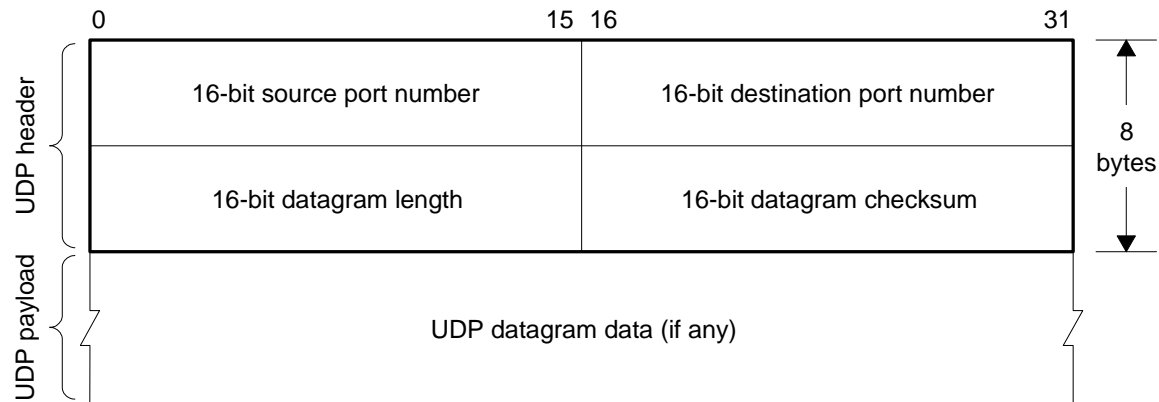 0 15 16 31
UDP header
16-bit source port number 16-bit destination port number
8
bytes
16-bit datagram length 16-bit datagram checksum
UDP payload
UDP datagram data (if any)